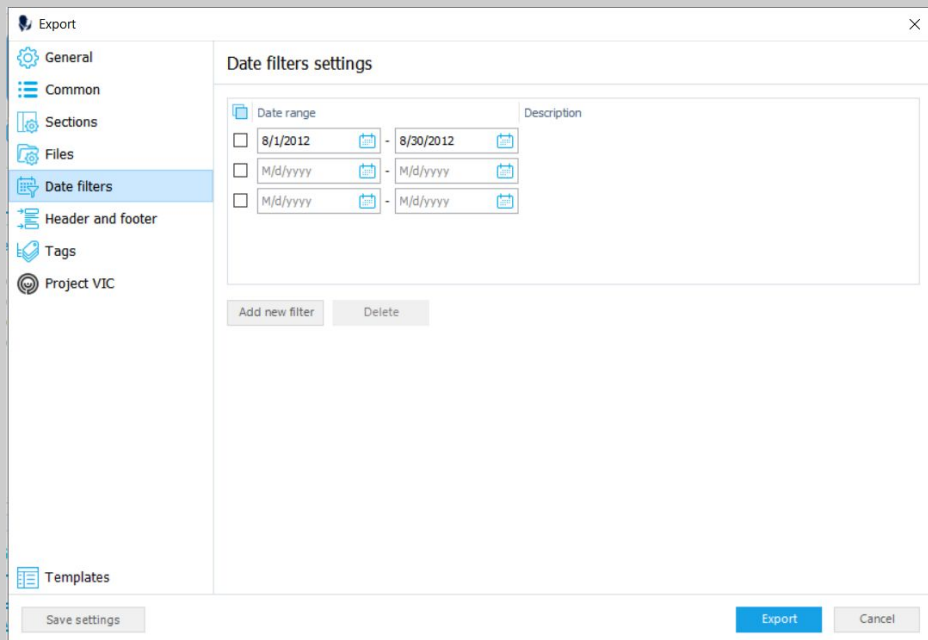 Export
General
Common
Sections
Files
Date filters
Header and footer
Tags
Project VIC
Templates
Save settings
Date filters settings
Date range Description
8/1/2012 - 8/30/2012
M/d/yyyy - M/d/yyyy
M/d/yyyy - M/d/yyyy
Add new filter Delete
Export Cancel